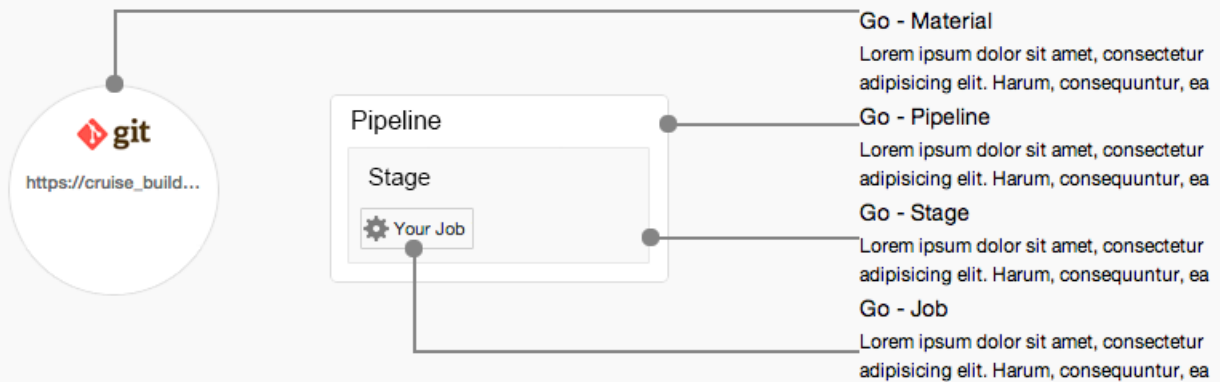 git
https://cruise_build...
Pipeline
Stage
Your Job
Go - Material
Lorem ipsum dolor sit amet, consectetur
adipisicing elit. Harum, consequuntur, ea
Go - Pipeline
Lorem ipsum dolor sit amet, consectetur
adipisicing elit. Harum, consequuntur, ea
Go - Stage
Lorem ipsum dolor sit amet, consectetur
adipisicing elit. Harum, consequuntur, ea
Go - Job
Lorem ipsum dolor sit amet, consectetur
adipisicing elit. Harum, consequuntur, ea